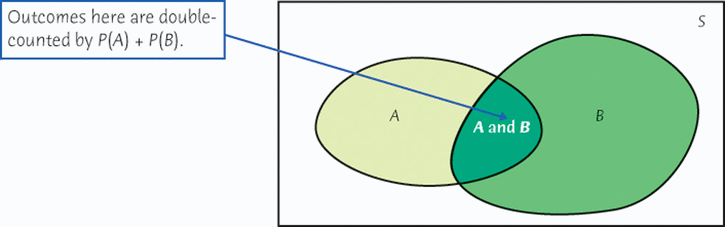 Outcomes here are double-
counted by P(A) + P(B).
S
A
A and B
B